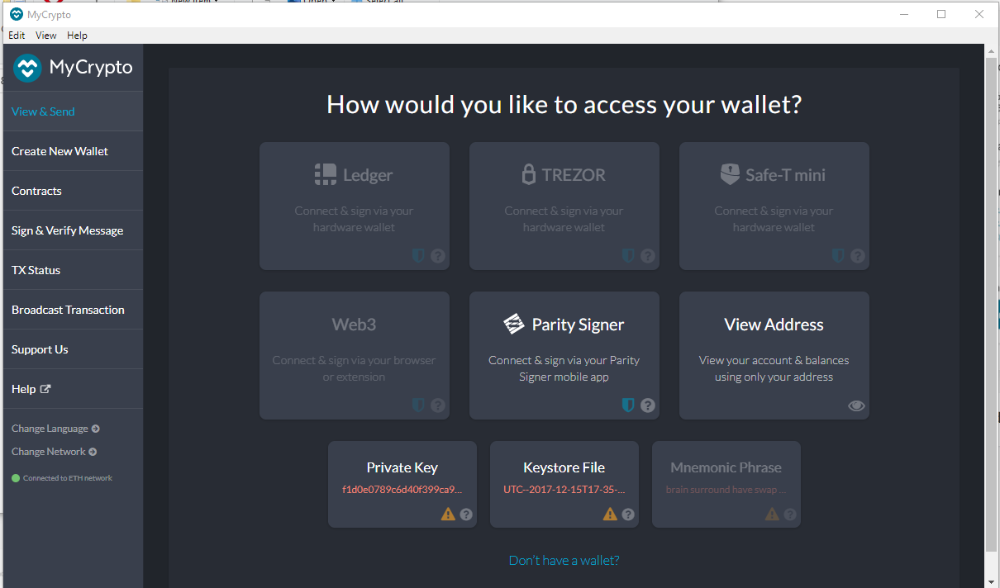 MyCrypto
Edit View Help
MyCrypto
View & Send
Create New Wallet
Contracts
Sign & Verify Message
TX Status
Broadcast Transaction
Support Us
Help
Change Language
Change Network
Connected to ETH network
How would you like to access your wallet?
Ledger
Connect & sign via your
hardware wallet
TREZOR
Connect & sign via your
hardware wallet
Safe-T mini
Connect & sign via your
hardware wallet
Web3
Connect & sign via your browser
or extension
Parity Signer
Connect & sign via your Parity
Signer mobile app
View Address
View your account & balances
using only your address
Private Key
f1d0e0789c6d40f399ca9...
Keystore File
UTC--2017-12-15T17-35-...
Mnemonic Phrase
brain surround have swap ...
Don't have a wallet?